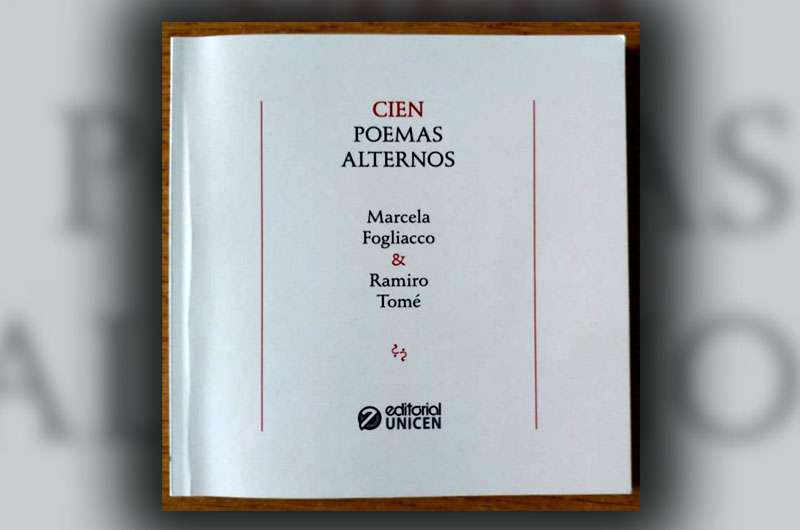 CIEN
POEMAS
ALTERNOS
Marcela
Fogliacco
&
Ramiro
Tomé
editorial
UNICEN